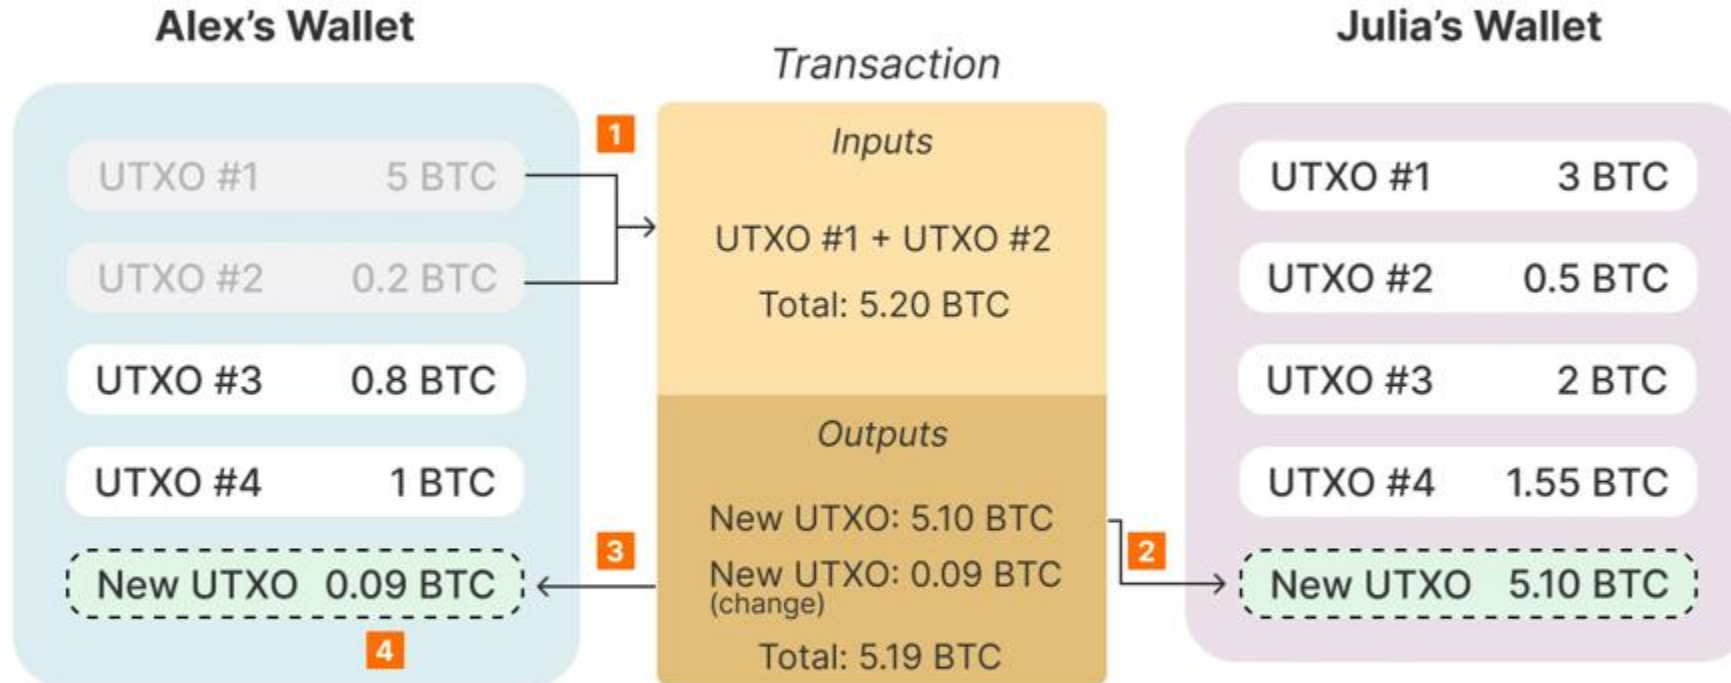 Alex's Wallet
UTXO #1 5 BTC
UTXO #2 0.2 BTC
UTXO #3 0.8 BTC
UTXO #4 1 BTC
New UTXO 0.09 BTC
4
1
3
Transaction
Inputs
UTXO #1 + UTXO #2
Total: 5.20 BTC
Outputs
New UTXO: 5.10 BTC
New UTXO: 0.09 BTC
(change)
Total: 5.19 BTC
2
Julia's Wallet
UTXO #1 3 BTC
UTXO #2 0.5 BTC
UTXO #3 2 BTC
UTXO #4 1.55 BTC
New UTXO 5.10 BTC